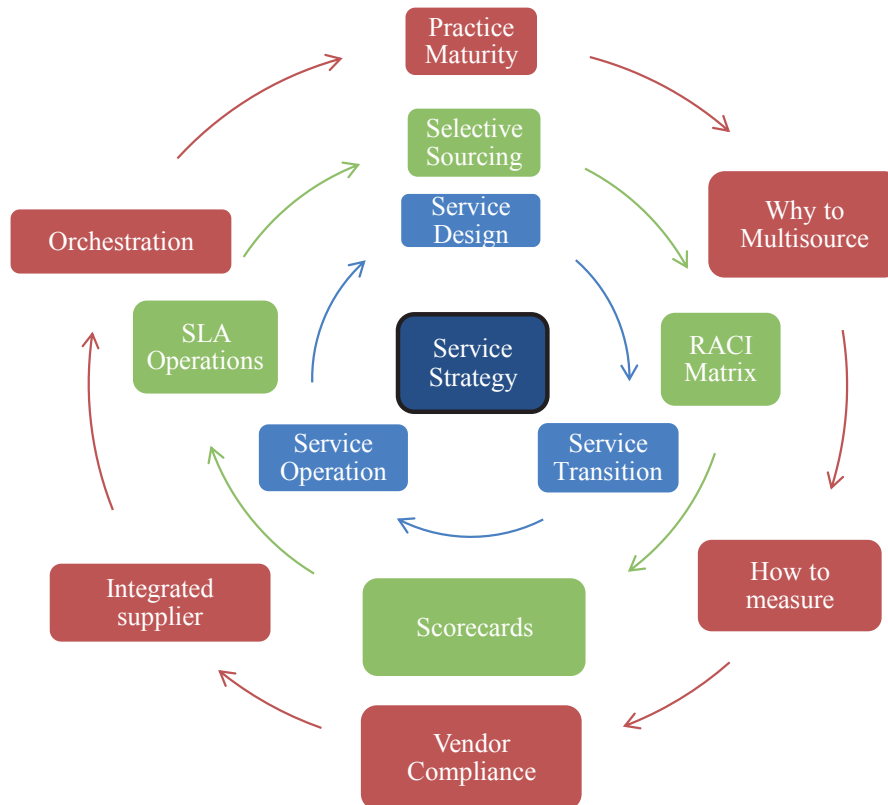 Practice
Maturity
Selective
Sourcing
Service
Design
Why to
Multisource
Orchestration
SLA
Operations
Service
Strategy
RACI
Matrix
Service
Operation
Service
Transition
Integrated
supplier
Scorecards
How to
measure
Vendor
Compliance